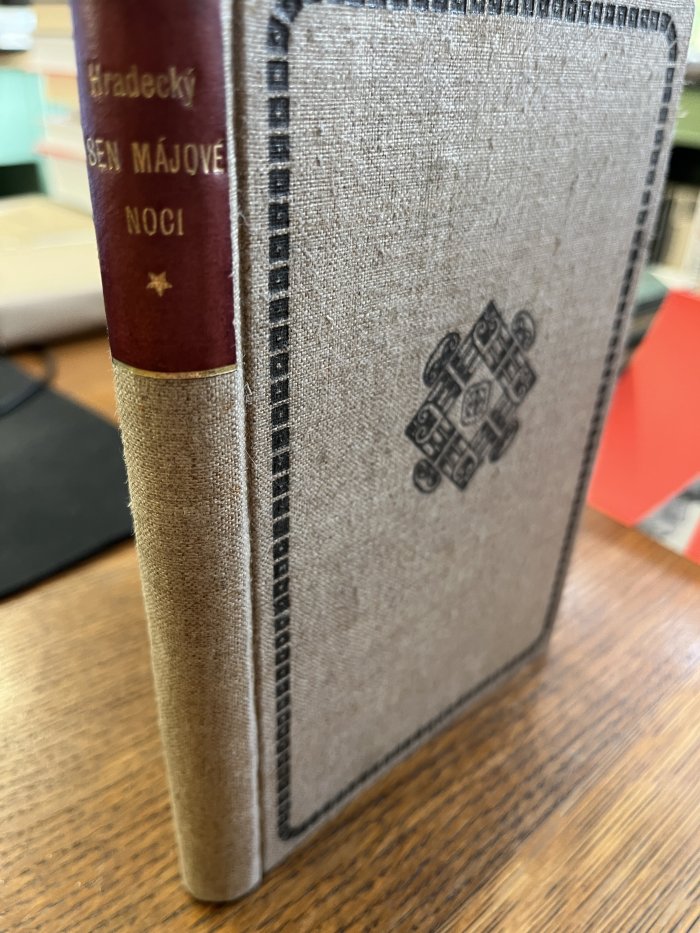 Hradecký
SEN MÁJOVÉ
NOCI